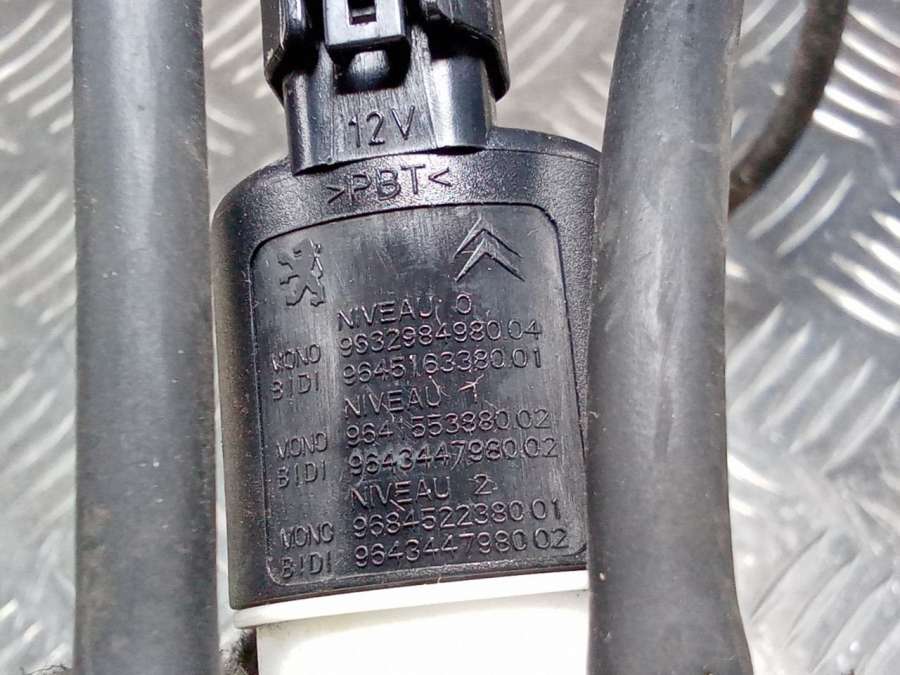 12V
>PBT<
NIVEAU 0
MONO 9632984980 04
BIDI 9645163380 01
NIVEAU 1
MONO 9641553880 02
BIDI 9643447980 02
NIVEAU 2
MONO 9684522380 01
BIDI 9643447980 02